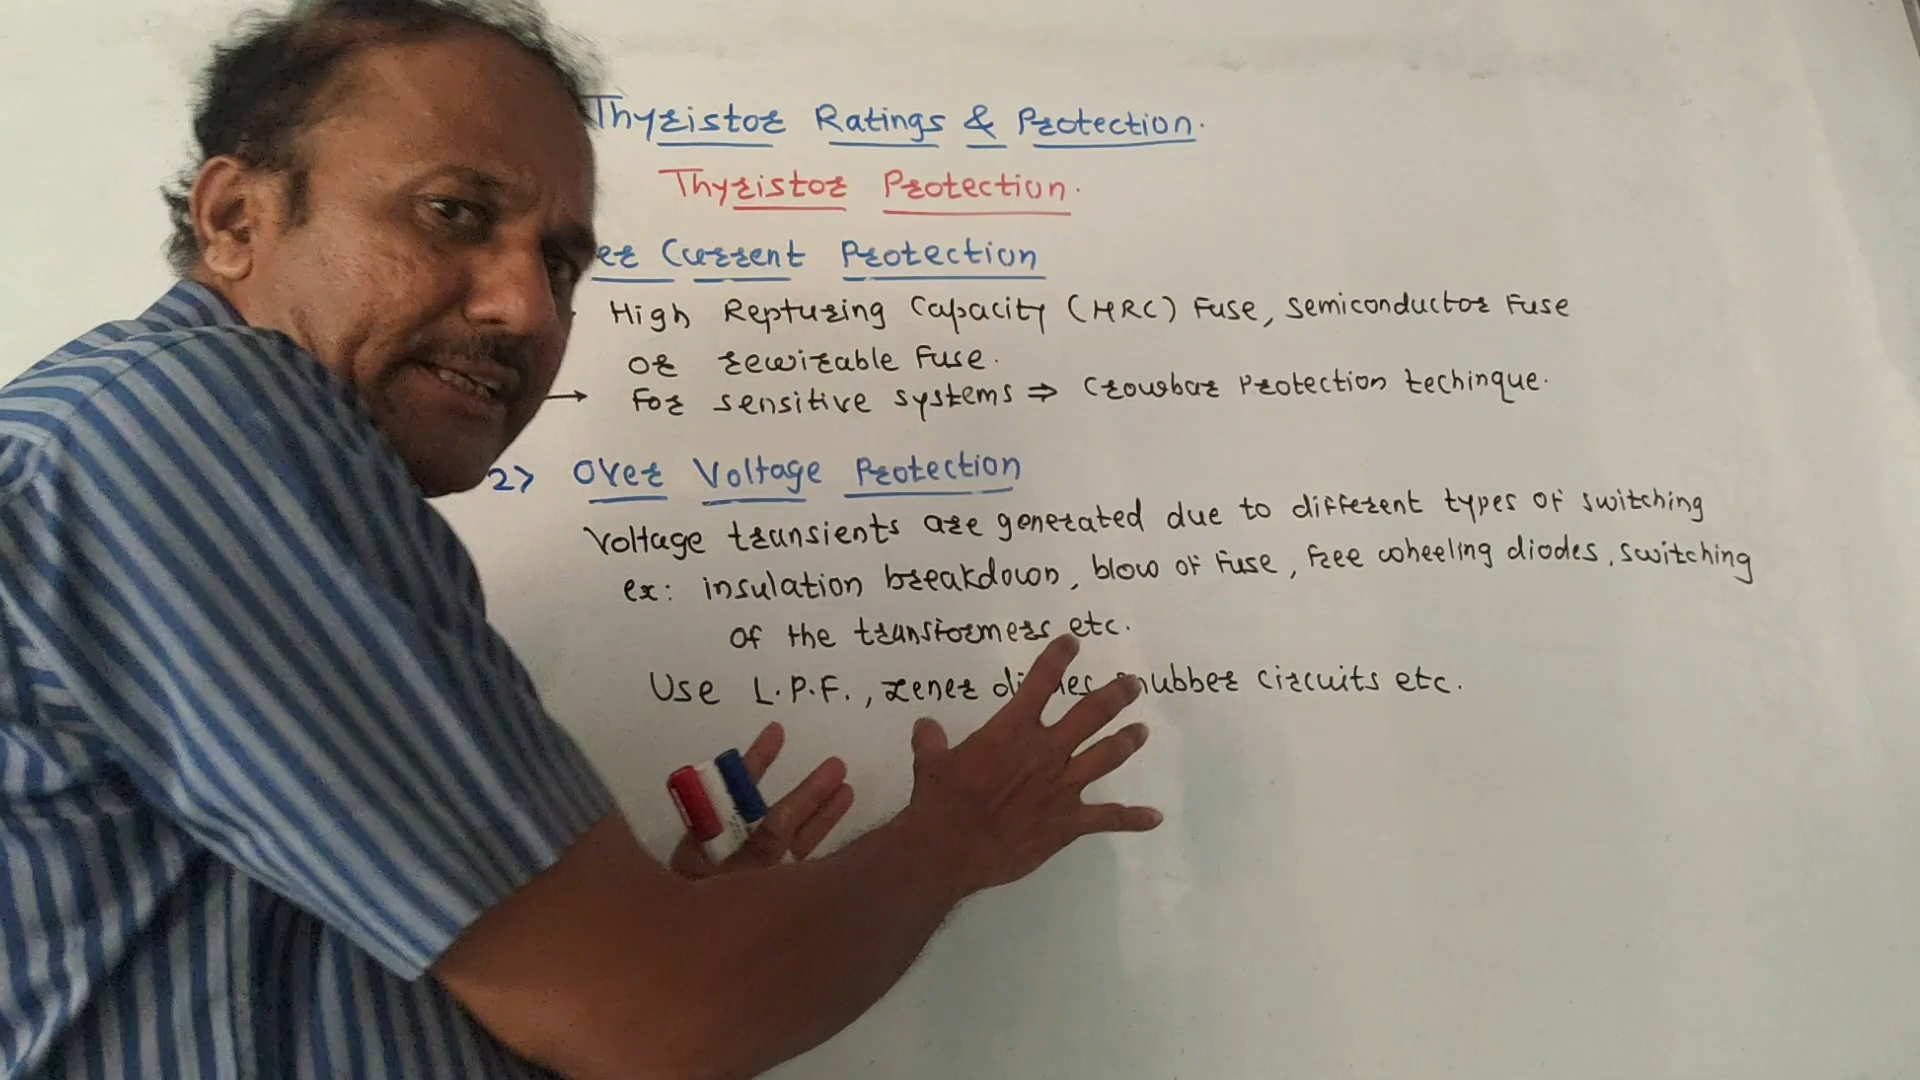 Thyristor Ratings & Protection.
Thyristor Protection.
er Current Protection
High Repturing Capacity (HRC) Fuse, semiconductor Fuse
or rewirable Fuse.
→ For sensitive systems ⇒ Crowbar Protection techinque.
2> Over Voltage Protection
Voltage transients are generated due to different types of switching
ex: insulation breakdown, blow of fuse, free wheeling diodes, switching
of the transformers etc.
Use L.P.F., zener snubber circuits etc.